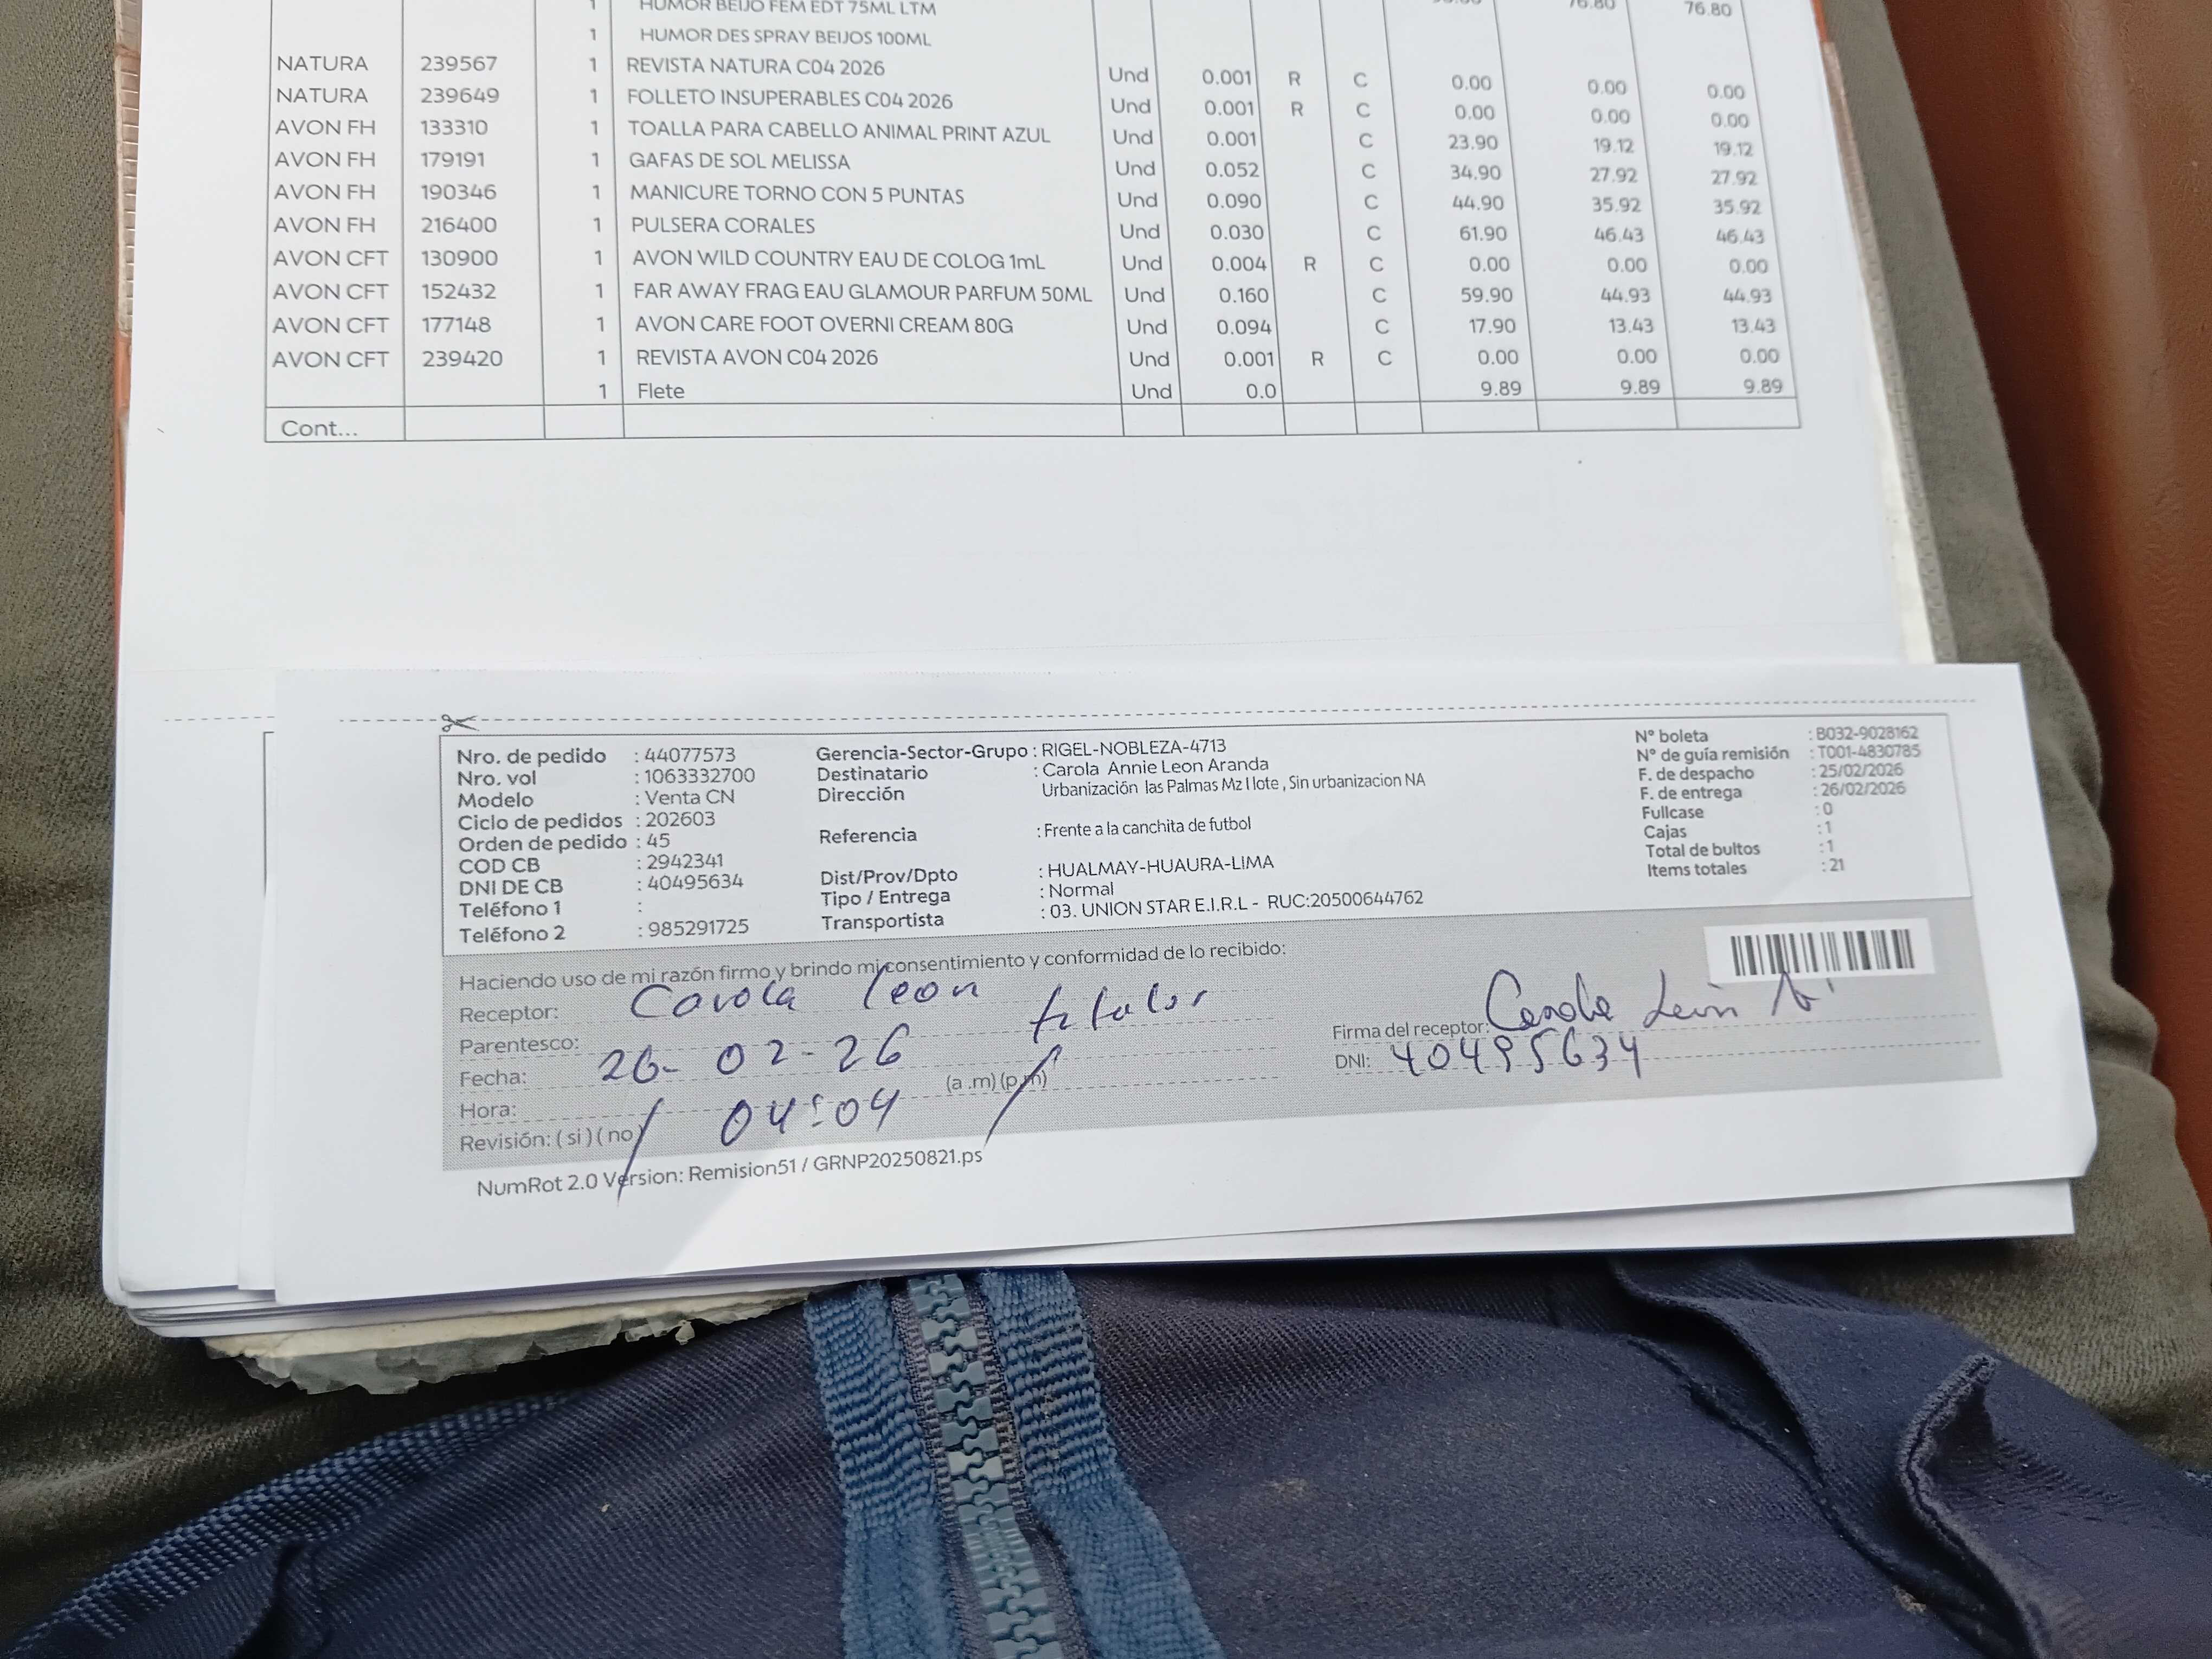 1 HUMOR BEIJO FEM EDT 75ML LTM 76.80 76.80
1 HUMOR DES SPRAY BEIJOS 100ML
NATURA 239567 1 REVISTA NATURA C04 2026 Und 0.001 R C 0.00 0.00 0.00
NATURA 239649 1 FOLLETO INSUPERABLES C04 2026 Und 0.001 R C 0.00 0.00 0.00
AVON FH 133310 1 TOALLA PARA CABELLO ANIMAL PRINT AZUL Und 0.001 C 23.90 19.12 19.12
AVON FH 179191 1 GAFAS DE SOL MELISSA Und 0.052 C 34.90 27.92 27.92
AVON FH 190346 1 MANICURE TORNO CON 5 PUNTAS Und 0.090 C 44.90 35.92 35.92
AVON FH 216400 1 PULSERA CORALES Und 0.030 C 61.90 46.43 46.43
AVON CFT 130900 1 AVON WILD COUNTRY EAU DE COLOG 1mL Und 0.004 R C 0.00 0.00 0.00
AVON CFT 152432 1 FAR AWAY FRAG EAU GLAMOUR PARFUM 50ML Und 0.160 C 59.90 44.93 44.93
AVON CFT 177148 1 AVON CARE FOOT OVERNI CREAM 80G Und 0.094 C 17.90 13.43 13.43
AVON CFT 239420 1 REVISTA AVON C04 2026 Und 0.001 R C 0.00 0.00 0.00
1 Flete Und 0.0 9.89 9.89 9.89
Cont...
Nro. de pedido : 44077573
Nro. vol : 1063332700
Modelo : Venta CN
Ciclo de pedidos : 202603
Orden de pedido : 45
COD CB : 2942341
DNI DE CB : 40495634
Teléfono 1 :
Teléfono 2 : 985291725
Gerencia-Sector-Grupo : RIGEL-NOBLEZA-4713
Destinatario : Carola Annie Leon Aranda
Dirección Urbanización las Palmas Mz I lote , Sin urbanizacion NA
Referencia : Frente a la canchita de futbol
Dist/Prov/Dpto : HUALMAY-HUAURA-LIMA
Tipo / Entrega : Normal
Transportista : 03. UNION STAR E.I.R.L - RUC:20500644762
N° boleta : B032-9028162
N° de guía remisión : T001-4830785
F. de despacho : 25/02/2026
F. de entrega : 26/02/2026
Fullcase : 0
Cajas : 1
Total de bultos : 1
Items totales : 21
Haciendo uso de mi razón firmo y brindo mi consentimiento y conformidad de lo recibido:
Receptor: Carola leon
Parentesco: titular
Fecha: 26-02-26
Hora: 04:04 (a .m) (p.m)
Revisión: ( si ) ( no )
Firma del receptor: Carola León A
DNI: 40495634
NumRot 2.0 Version: Remision51 / GRNP20250821.ps